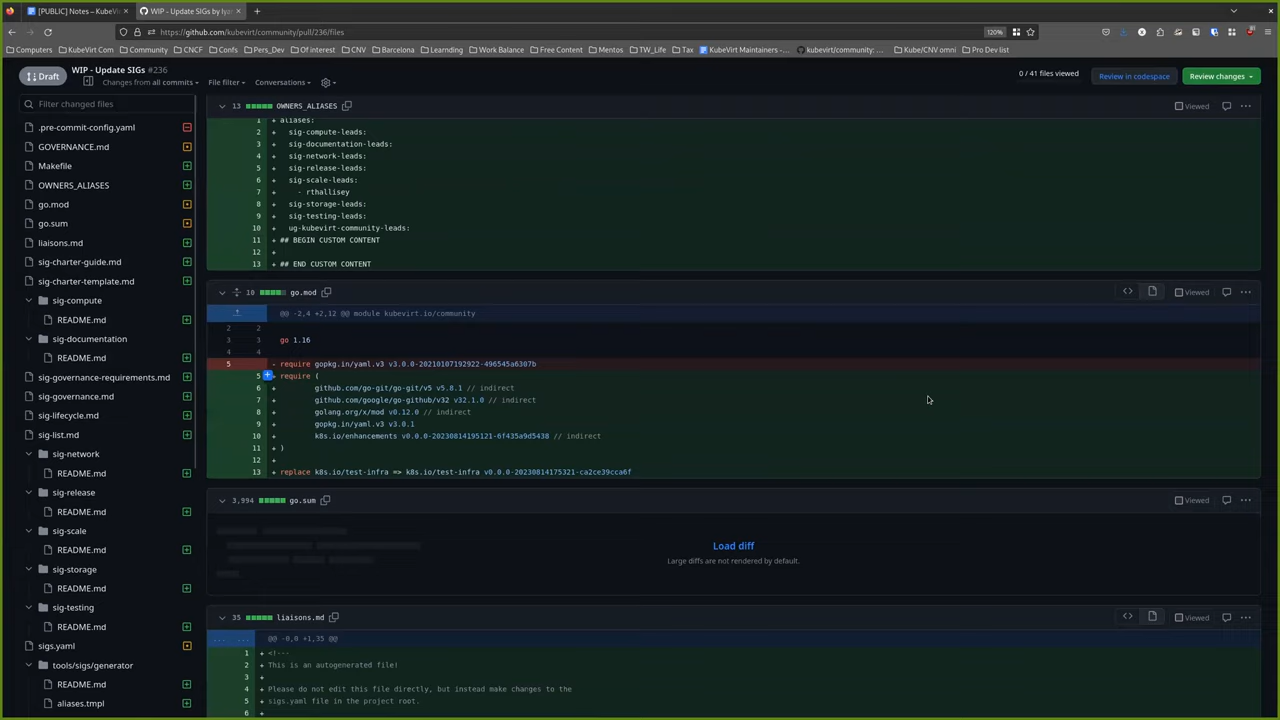 [PUBLIC] Notes – KubeVi
WIP - Update SIGs by lya
https://github.com/kubevirt/community/pull/236/files
120%
Computers
KubeVirt Com
Community
CNCF
Confs
Pers_Dev
Of interest
CNV
Barcelona
Learnding
Work Balance
Free Content
Mentos
TW_Life
Tax
KubeVirt Maintainers -...
kubevirt/community: ...
Kube/CNV omni
Pro Dev list
Draft
WIP - Update SIGs #236
Changes from all commits
File filter
Conversations
0 / 41 files viewed
Review in codespace
Review changes
Filter changed files
.pre-commit-config.yaml
GOVERNANCE.md
Makefile
OWNERS_ALIASES
go.mod
go.sum
liaisons.md
sig-charter-guide.md
sig-charter-template.md
sig-compute
README.md
sig-documentation
README.md
sig-governance-requirements.md
sig-governance.md
sig-lifecycle.md
sig-list.md
sig-network
README.md
sig-release
README.md
sig-scale
README.md
sig-storage
README.md
sig-testing
README.md
sigs.yaml
tools/sigs/generator
README.md
aliases.tmpl
13 OWNERS_ALIASES
Viewed
1 + aliases:
2 + sig-compute-leads:
3 + sig-documentation-leads:
4 + sig-network-leads:
5 + sig-release-leads:
6 + sig-scale-leads:
7 + - rthallisey
8 + sig-storage-leads:
9 + sig-testing-leads:
10 + ug-kubevirt-community-leads:
11 + ## BEGIN CUSTOM CONTENT
12 +
13 + ## END CUSTOM CONTENT
10 go.mod
Viewed
@@ -2,4 +2,12 @@ module kubevirt.io/community
2 2
3 3 go 1.16
4 4
5 - require gopkg.in/yaml.v3 v3.0.0-20210107192922-496545a6307b
5 + require (
6 + github.com/go-git/go-git/v5 v5.8.1 // indirect
7 + github.com/google/go-github/v32 v32.1.0 // indirect
8 + golang.org/x/mod v0.12.0 // indirect
9 + gopkg.in/yaml.v3 v3.0.1
10 + k8s.io/enhancements v0.0.0-20230814195121-6f435a9d5438 // indirect
11 + )
12 +
13 + replace k8s.io/test-infra => k8s.io/test-infra v0.0.0-20230814175321-ca2ce39cca6f
3,994 go.sum
Viewed
Load diff
Large diffs are not rendered by default.
35 liaisons.md
Viewed
... ... @@ -0,0 +1,35 @@
1 + <!---
2 + This is an autogenerated file!
3 +
4 + Please do not edit this file directly, but instead make changes to the
5 + sigs.yaml file in the project root.
6 +